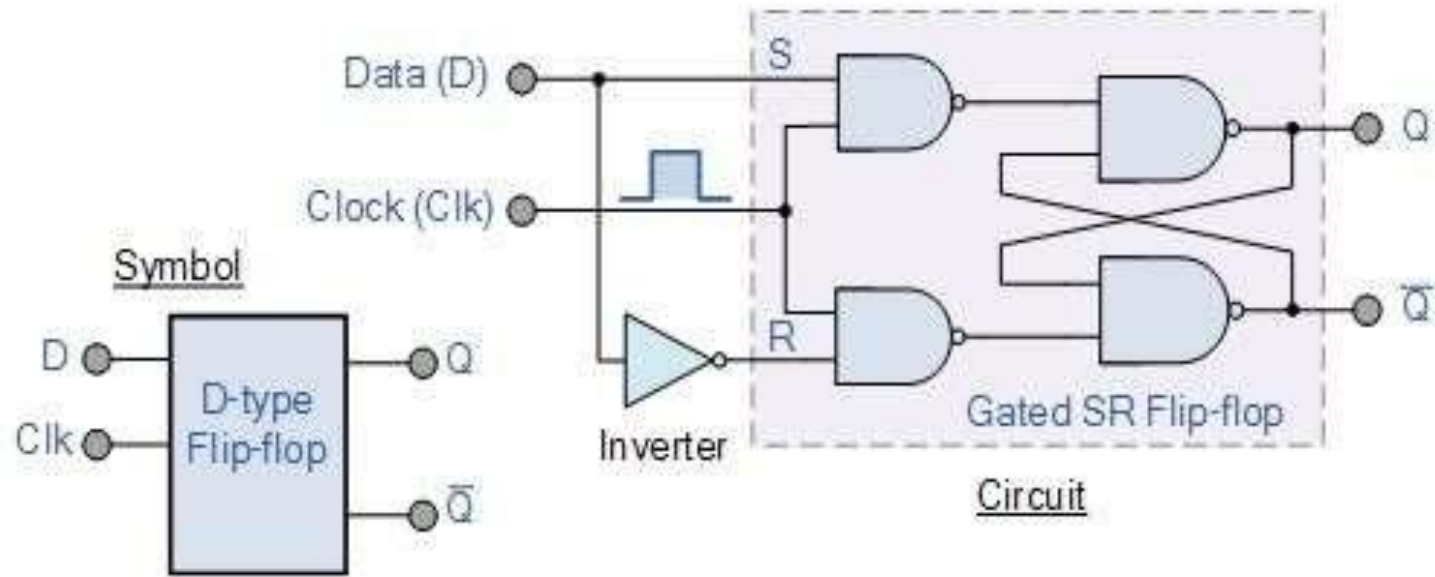 Data (D)
S
Q
Clock (Clk)
Symbol
D
Q
R
Q̅
Clk
D-type
Flip-flop
Gated SR Flip-flop
Inverter
Q̅
Circuit